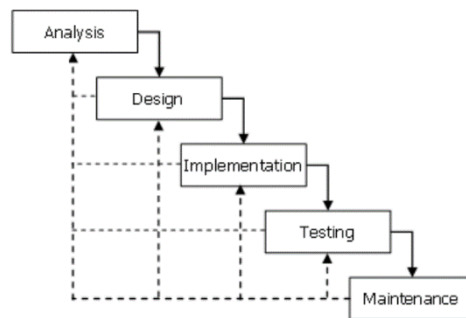 Analysis
Design
Implementation
Testing
Maintenance